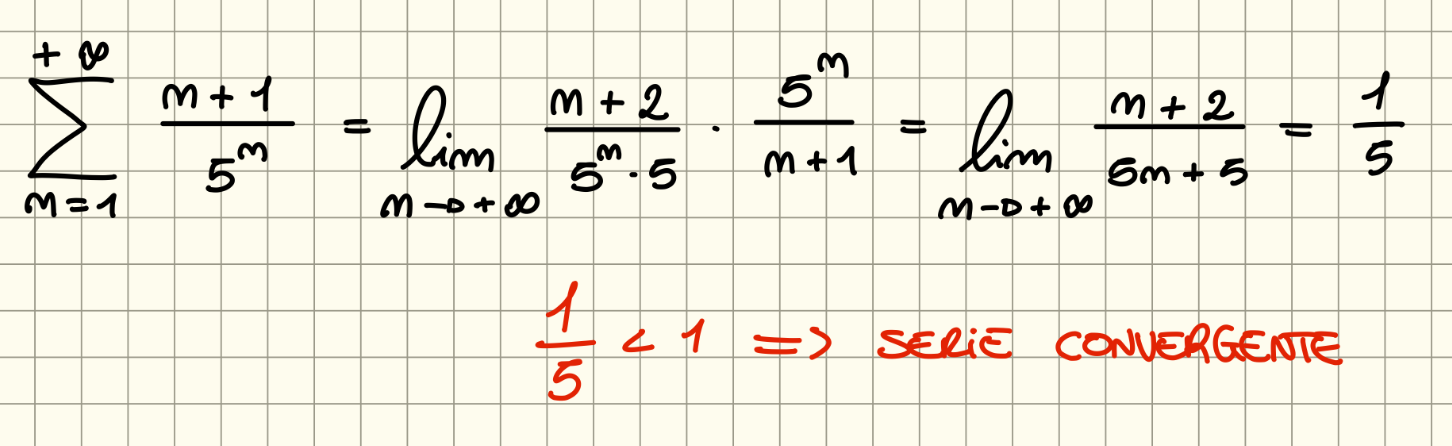 $\sum_{n=1}^{+\infty} \frac{n+1}{5^n} = \lim_{n \to +\infty} \frac{n+2}{5^n \cdot 5} \cdot \frac{5^n}{n+1} = \lim_{n \to +\infty} \frac{n+2}{5n+5} = \frac{1}{5}$
$\frac{1}{5} < 1 \Rightarrow$ SERIE CONVERGENTE